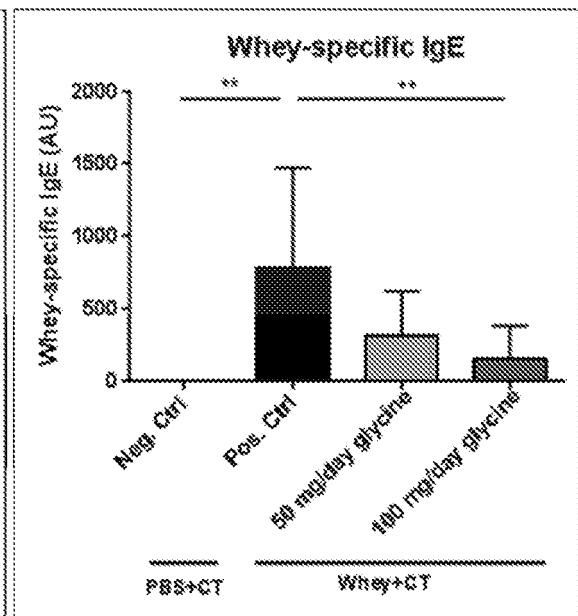 Whey-specific IgE
Whey-specific IgE (AU)
2000
1500
1000
500
0
**
**
Neg. Ctrl
Pos. Ctrl
50 mg/day glycine
100 mg/day glycine
PBS+CT
Whey+CT